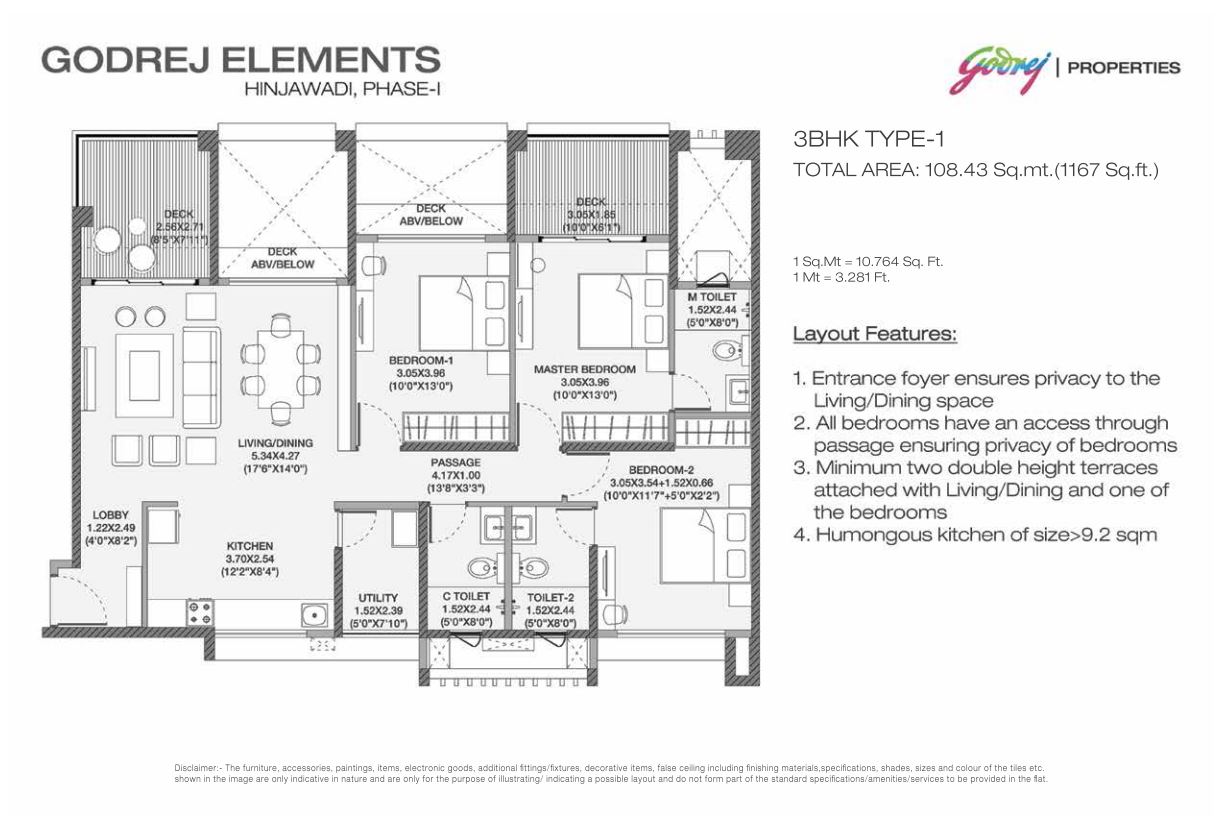 GODREJ ELEMENTS
HINJAWADI, PHASE-I
Godrej | PROPERTIES
3BHK TYPE-1
TOTAL AREA: 108.43 Sq.mt.(1167 Sq.ft.)
1 Sq.Mt = 10.764 Sq. Ft.
1 Mt = 3.281 Ft.
Layout Features:
1. Entrance foyer ensures privacy to the
Living/Dining space
2. All bedrooms have an access through
passage ensuring privacy of bedrooms
3. Minimum two double height terraces
attached with Living/Dining and one of
the bedrooms
4. Humongous kitchen of size>9.2 sqm
DECK
2.56X2.71
(8'5"X7'11")
DECK
ABV/BELOW
DECK
ABV/BELOW
DECK
3.05X1.85
(10'0"X6'1")
M TOILET
1.52X2.44
(5'0"X8'0")
BEDROOM-1
3.05X3.96
(10'0"X13'0")
MASTER BEDROOM
3.05X3.96
(10'0"X13'0")
LIVING/DINING
5.34X4.27
(17'6"X14'0")
PASSAGE
4.17X1.00
(13'8"X3'3")
BEDROOM-2
3.05X3.54+1.52X0.66
(10'0"X11'7"+5'0"X2'2")
LOBBY
1.22X2.49
(4'0"X8'2")
KITCHEN
3.70X2.54
(12'2"X8'4")
UTILITY
1.52X2.39
(5'0"X7'10")
C TOILET
1.52X2.44
(5'0"X8'0")
TOILET-2
1.52X2.44
(5'0"X8'0")
Disclaimer:- The furniture, accessories, paintings, items, electronic goods, additional fittings/fixtures, decorative items, false ceiling including finishing materials,specifications, shades, sizes and colour of the tiles etc.
shown in the image are only indicative in nature and are only for the purpose of illustrating/ indicating a possible layout and do not form part of the standard specifications/amenities/services to be provided in the flat.